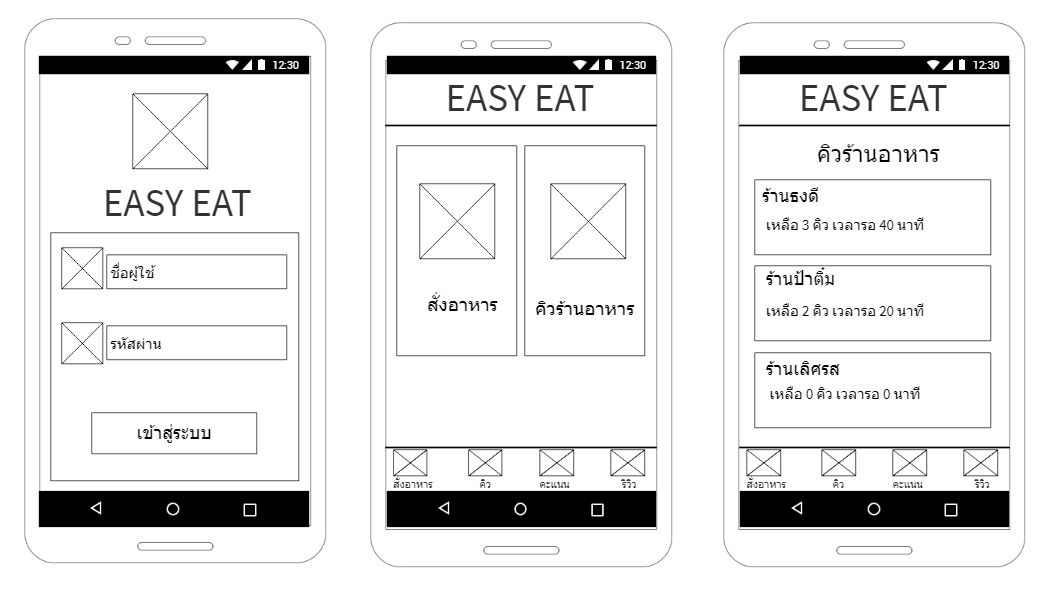 12:30
EASY EAT
ชื่อผู้ใช้
รหัสผ่าน
เข้าสู่ระบบ
12:30
EASY EAT
สั่งอาหาร
คิวร้านอาหาร
สั่งอาหาร
คิว
คะแนน
ริวิว
12:30
EASY EAT
คิวร้านอาหาร
ร้านธงดี
เหลือ 3 คิว เวลารอ 40 นาที
ร้านป้าติ๋ม
เหลือ 2 คิว เวลารอ 20 นาที
ร้านเลิศรส
เหลือ 0 คิว เวลารอ 0 นาที
สั่งอาหาร
คิว
คะแนน
ริวิว